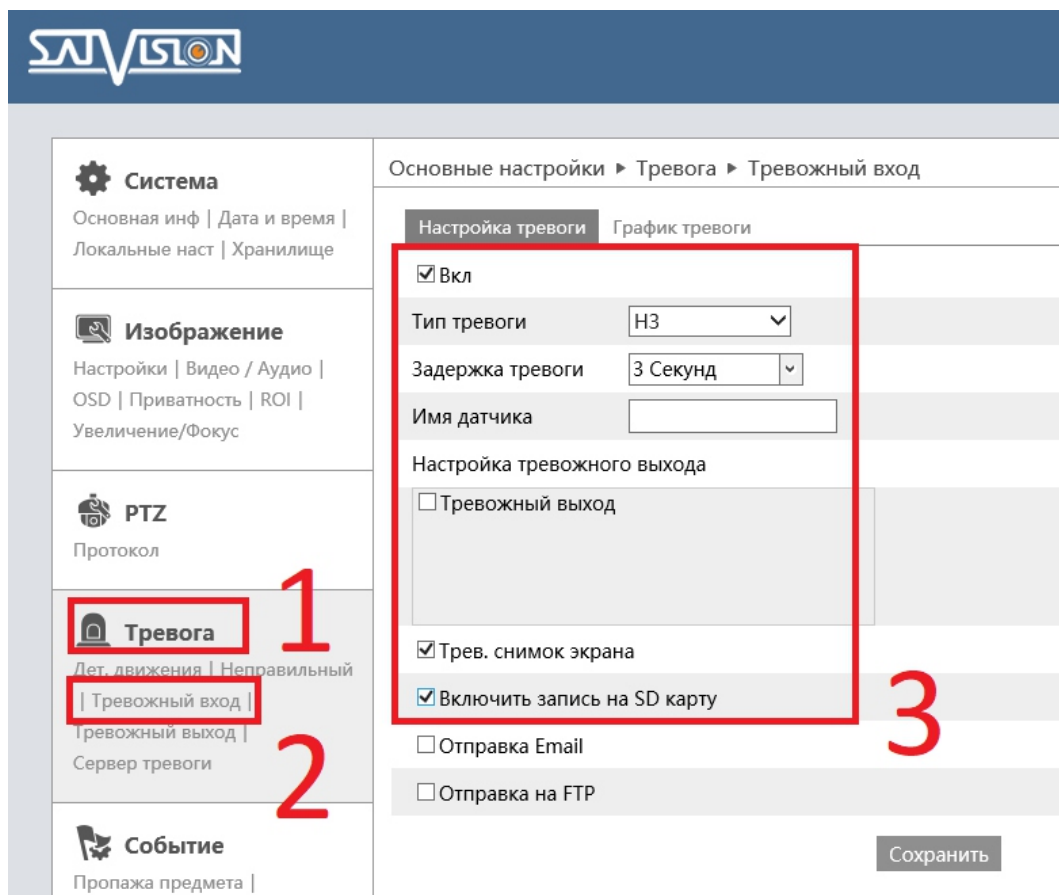 SATVISION
Система
Основная инф | Дата и время |
Локальные наст | Хранилище
Изображение
Настройки | Видео / Аудио |
OSD | Приватность | ROI |
Увеличение/Фокус
PTZ
Протокол
1
Тревога
Дет. движения | Неправильный
| Тревожный вход |
Тревожный выход |
Сервер тревоги
2
Событие
Пропажа предмета |
Основные настройки ▶ Тревога ▶ Тревожный вход
Настройка тревоги График тревоги
Вкл
Тип тревоги НЗ
Задержка тревоги 3 Секунд
Имя датчика
Настройка тревожного выхода
Тревожный выход
Трев. снимок экрана
Включить запись на SD карту
3
Отправка Email
Отправка на FTP
Сохранить